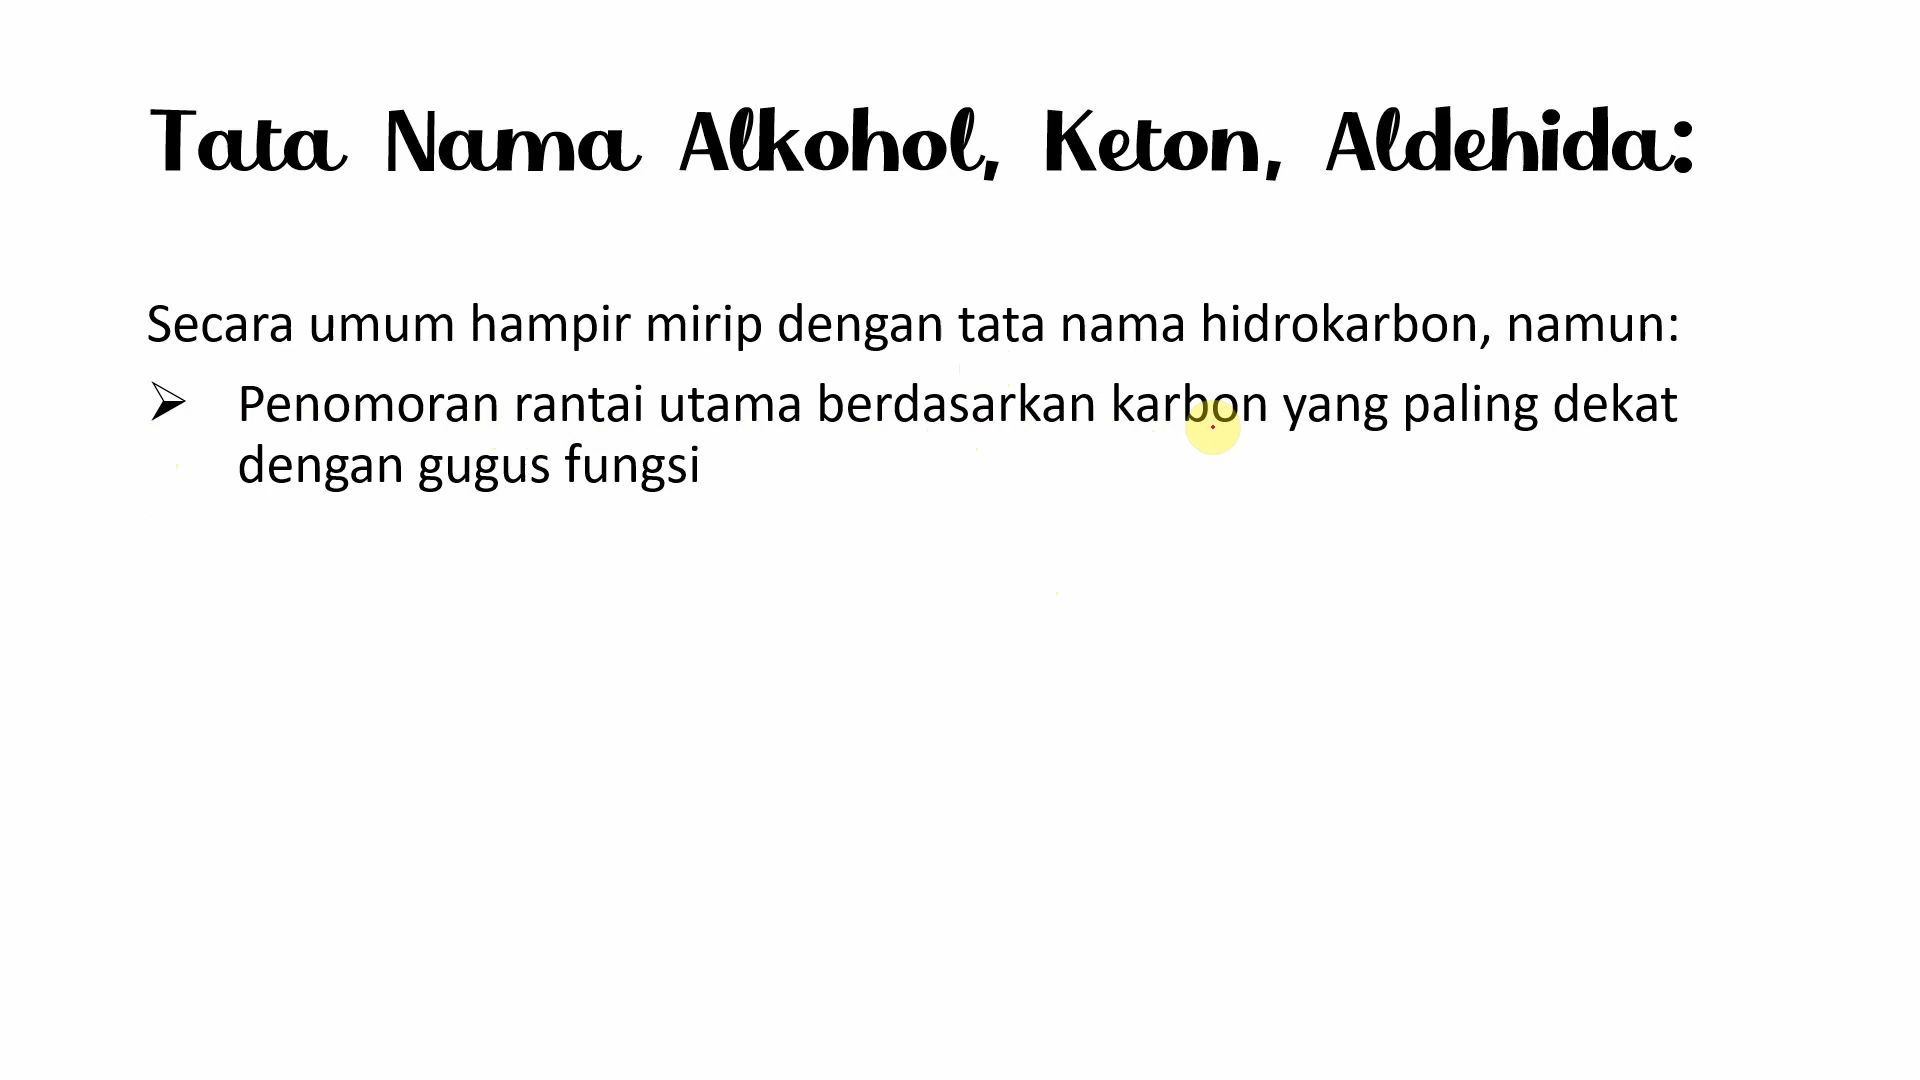 Tata Nama Alkohol, Keton, Aldehida:
Secara umum hampir mirip dengan tata nama hidrokarbon, namun:
➢ Penomoran rantai utama berdasarkan karbon yang paling dekat
dengan gugus fungsi